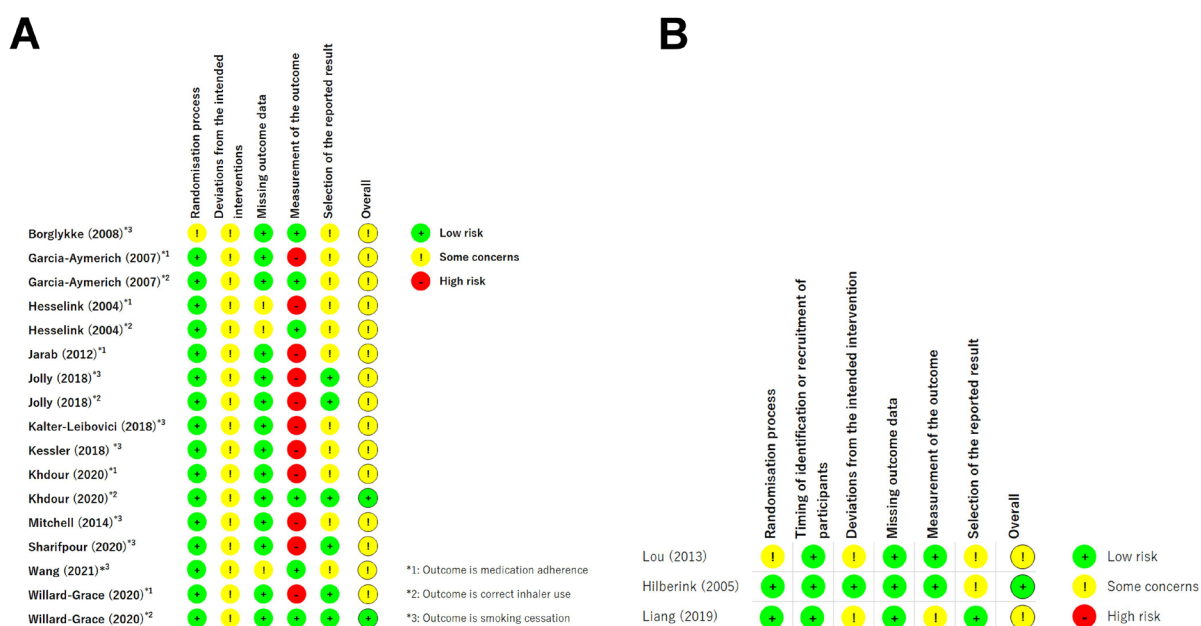 A
Randomisation process
Deviations from the intended
interventions
Missing outcome data
Measurement of the outcome
Selection of the reported result
Overall
Borglykke (2008)*3 ! ! + + ! !
Garcia-Aymerich (2007)*1 + ! + - ! !
Garcia-Aymerich (2007)*2 + ! + + ! !
Hesselink (2004)*1 + ! ! - ! !
Hesselink (2004)*2 + ! ! + ! !
Jarab (2012)*1 + ! + - ! !
Jolly (2018)*3 + ! + - + !
Jolly (2018)*2 + ! + - + !
Kalter-Leibovici (2018)*3 + ! + - ! !
Kessler (2018) *3 + ! + - ! !
Khdour (2020)*1 + ! + - ! !
Khdour (2020)*2 + ! + + + +
Mitchell (2014)*3 + ! + - ! !
Sharifpour (2020)*3 + ! + - + !
Wang (2021)*3 + ! ! + ! !
Willard-Grace (2020)*1 + ! + - + !
Willard-Grace (2020)*2 + ! + + + +
+ Low risk
! Some concerns
- High risk
*1: Outcome is medication adherence
*2: Outcome is correct inhaler use
*3: Outcome is smoking cessation
B
Randomisation process
Timing of identification or recruitment of
participants
Deviations from the intended intervention
Missing outcome data
Measurement of the outcome
Selection of the reported result
Overall
Lou (2013) ! + ! + + ! !
Hilberink (2005) + + + + + ! +
Liang (2019) + + ! + ! + !
+ Low risk
! Some concerns
- High risk